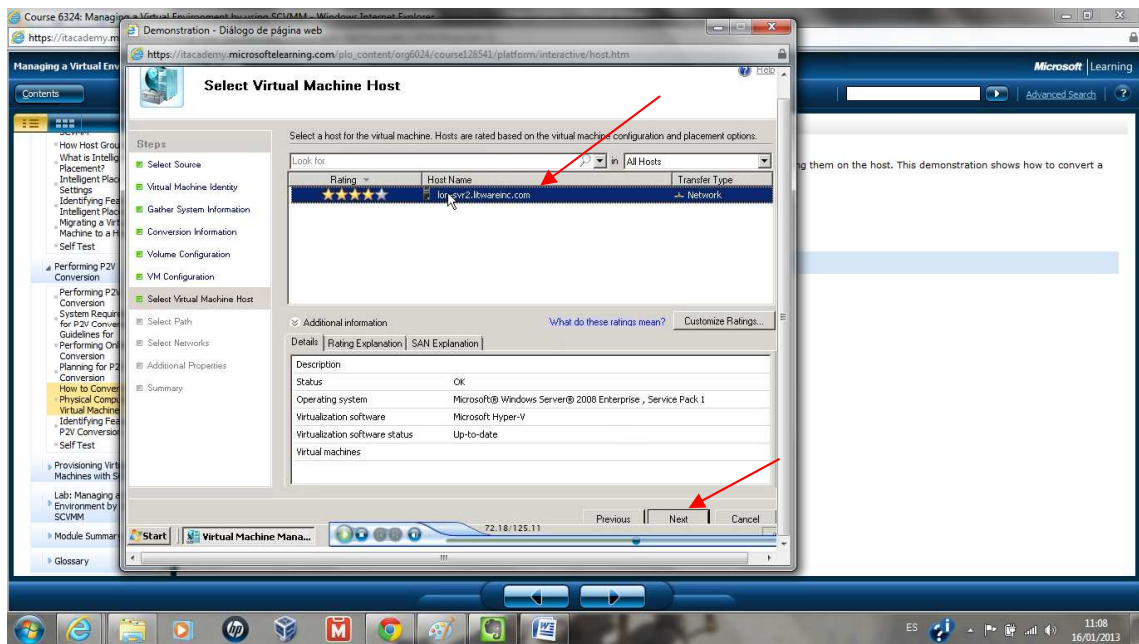 Course 6324: Managing a Virtual Environment by using SCVMM - Windows Internet Explorer
https://itacademy.m
Demonstration - Diálogo de página web
https://itacademy.microsoftelearning.com/plo_content/org6024/course128541/platform/interactive/host.htm
Managing a Virtual Env
Microsoft Learning
Contents
Advanced Search
Help
Select Virtual Machine Host
How Host Grou
What is Intellig
Placement?
Intelligent Plac
Settings
Identifying Fea
Intelligent Plac
Migrating a Virt
Machine to a H
Self Test
Performing P2V
Conversion
Performing P2V
Conversion
System Require
for P2V Conver
Guidelines for
Performing Onl
Conversion
Planning for P2
Conversion
How to Conver
Physical Compu
Virtual Machine
Identifying Fea
P2V Conversion
Self Test
Provisioning Virt
Machines with S
Lab: Managing a
Environment by
SCVMM
Module Summar
Glossary
Steps
Select Source
Virtual Machine Identity
Gather System Information
Conversion Information
Volume Configuration
VM Configuration
Select Virtual Machine Host
Select Path
Select Networks
Additional Properties
Summary
Select a host for the virtual machine. Hosts are rated based on the virtual machine configuration and placement options.
Look for in All Hosts
Rating Host Name Transfer Type
lon-svr2.litwareinc.com Network
Additional information What do these ratings mean? Customize Ratings...
Details Rating Explanation SAN Explanation
Description
Status OK
Operating system Microsoft® Windows Server® 2008 Enterprise , Service Pack 1
Virtualization software Microsoft Hyper-V
Virtualization software status Up-to-date
Virtual machines
Previous Next Cancel
Start Virtual Machine Mana... 72.18/125.11
ng them on the host. This demonstration shows how to convert a
ES 11:08
16/01/2013